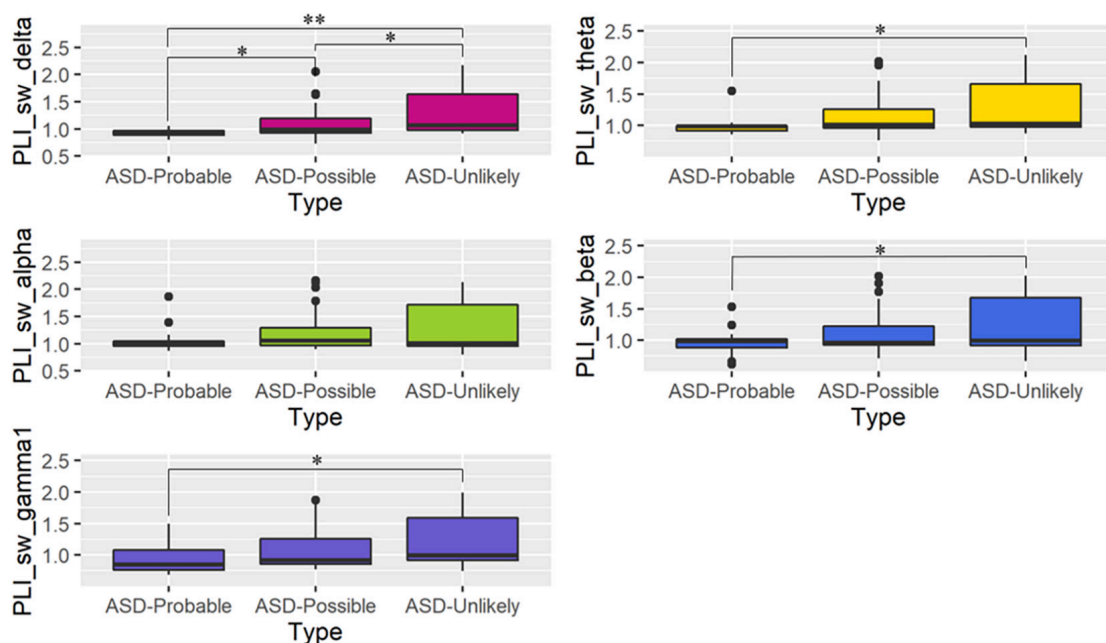 PLI_sw_delta
2.5
2.0
1.5
1.0
0.5
**
*
*
ASD-Probable ASD-Possible ASD-Unlikely
Type
PLI_sw_theta
2.5
2.0
1.5
1.0
*
ASD-Probable ASD-Possible ASD-Unlikely
Type
PLI_sw_alpha
2.5
2.0
1.5
1.0
0.5
ASD-Probable ASD-Possible ASD-Unlikely
Type
PLI_sw_beta
2.5
2.0
1.5
1.0
*
ASD-Probable ASD-Possible ASD-Unlikely
Type
PLI_sw_gamma1
2.5
2.0
1.5
1.0
*
ASD-Probable ASD-Possible ASD-Unlikely
Type